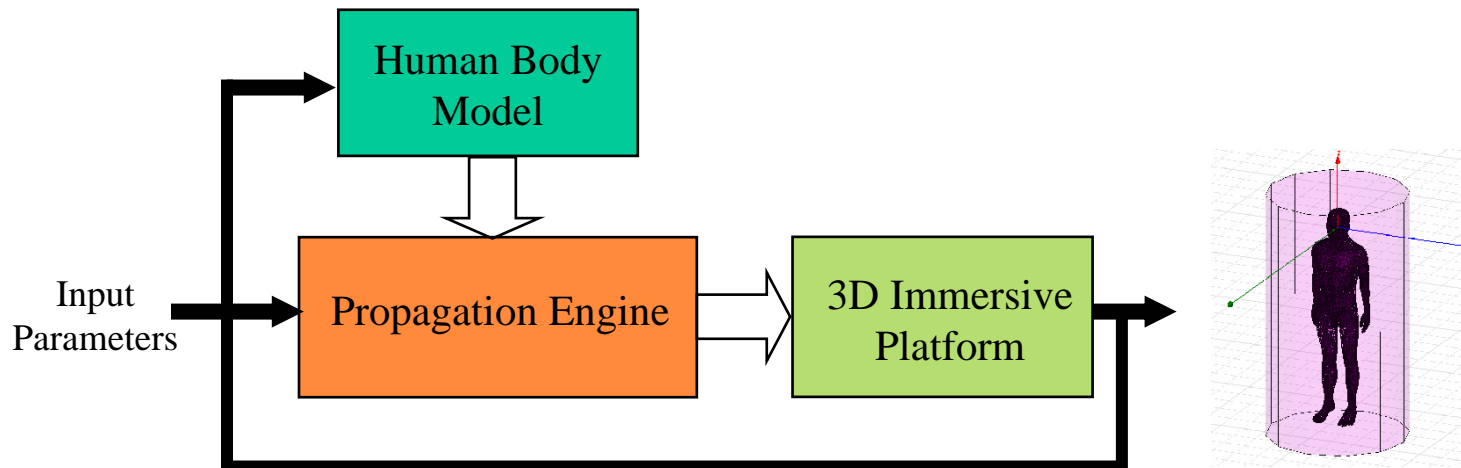 Human Body
Model
Input
Parameters
Propagation Engine
3D Immersive
Platform